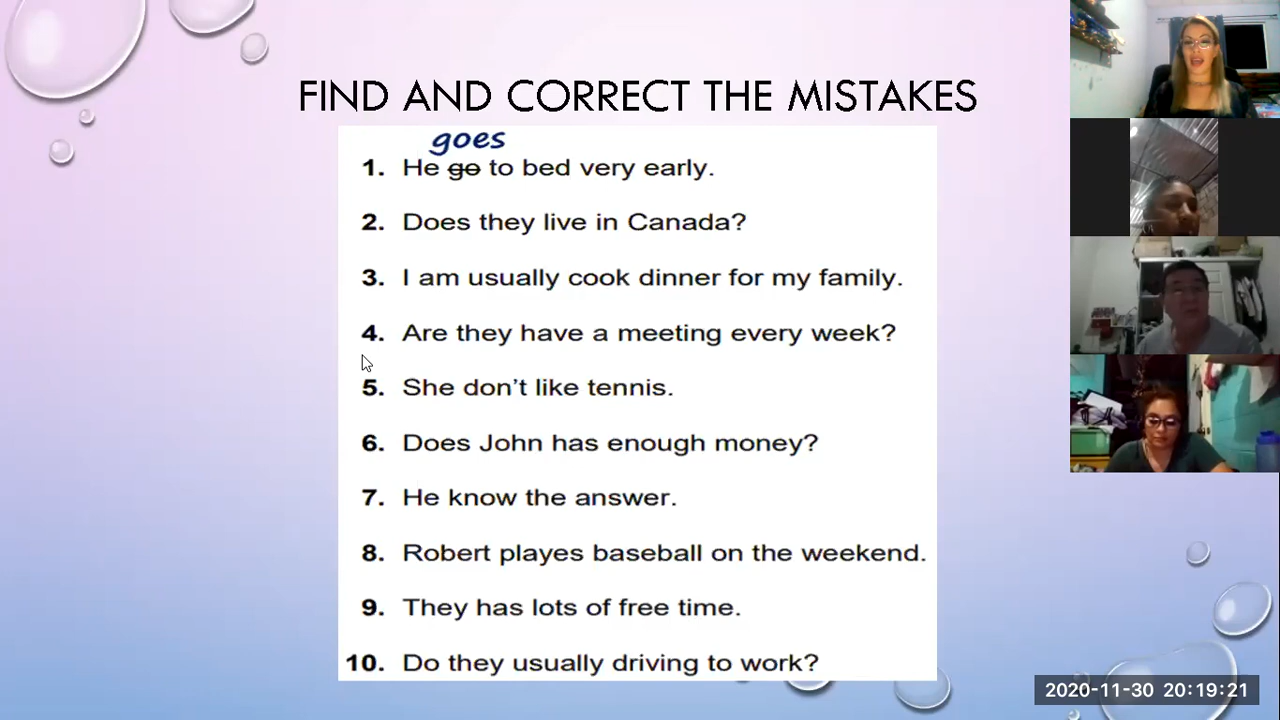 FIND AND CORRECT THE MISTAKES
goes
1. He go to bed very early.
2. Does they live in Canada?
3. I am usually cook dinner for my family.
4. Are they have a meeting every week?
5. She don't like tennis.
6. Does John has enough money?
7. He know the answer.
8. Robert playes baseball on the weekend.
9. They has lots of free time.
10. Do they usually driving to work?
2020-11-30 20:19:21